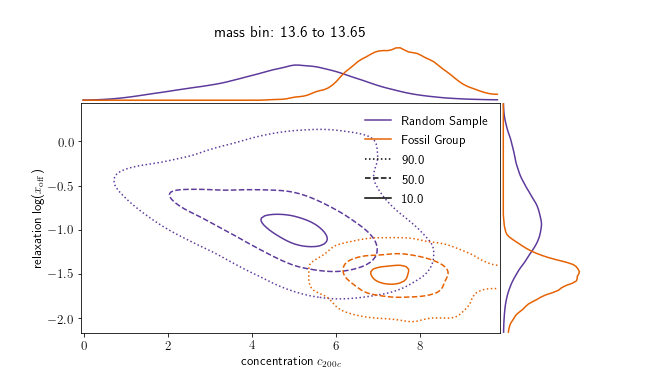 mass bin: 13.6 to 13.65
Random Sample
Fossil Group
90.0
50.0
10.0
relaxation log(x_off)
0.0
−0.5
−1.0
−1.5
−2.0
0 2 4 6 8
concentration c_200c